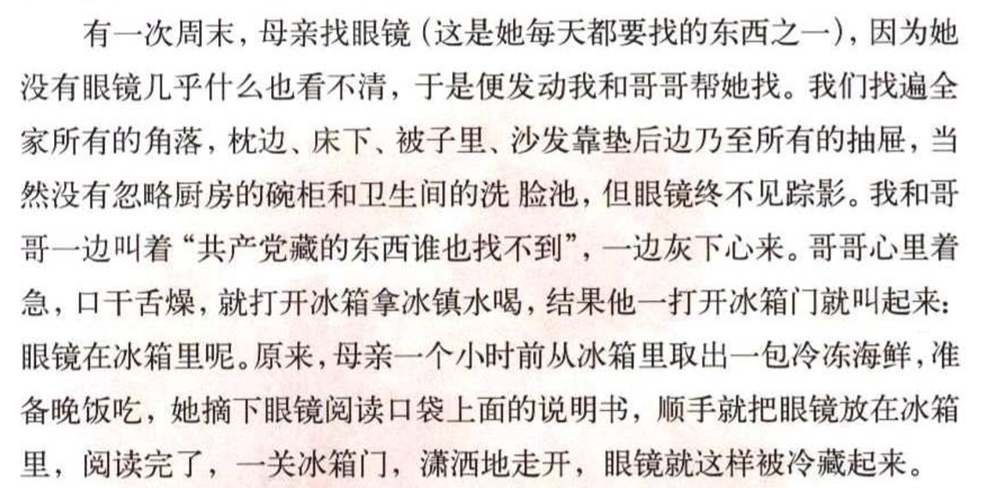 有一次周末，母亲找眼镜（这是她每天都要找的东西之一），因为她
没有眼镜几乎什么也看不清，于是便发动我和哥哥帮她找。我们找遍全
家所有的角落，枕边、床下、被子里、沙发靠垫后边乃至所有的抽屉，当
然没有忽略厨房的碗柜和卫生间的洗 脸池，但眼镜终不见踪影。我和哥
哥一边叫着“共产党藏的东西谁也找不到”，一边灰下心来。哥哥心里着
急，口干舌燥，就打开冰箱拿冰镇水喝，结果他一打开冰箱门就叫起来：
眼镜在冰箱里呢。原来，母亲一个小时前从冰箱里取出一包冷冻海鲜，准
备晚饭吃，她摘下眼镜阅读口袋上面的说明书，顺手就把眼镜放在冰箱
里，阅读完了，一关冰箱门，潇洒地走开，眼镜就这样被冷藏起来。